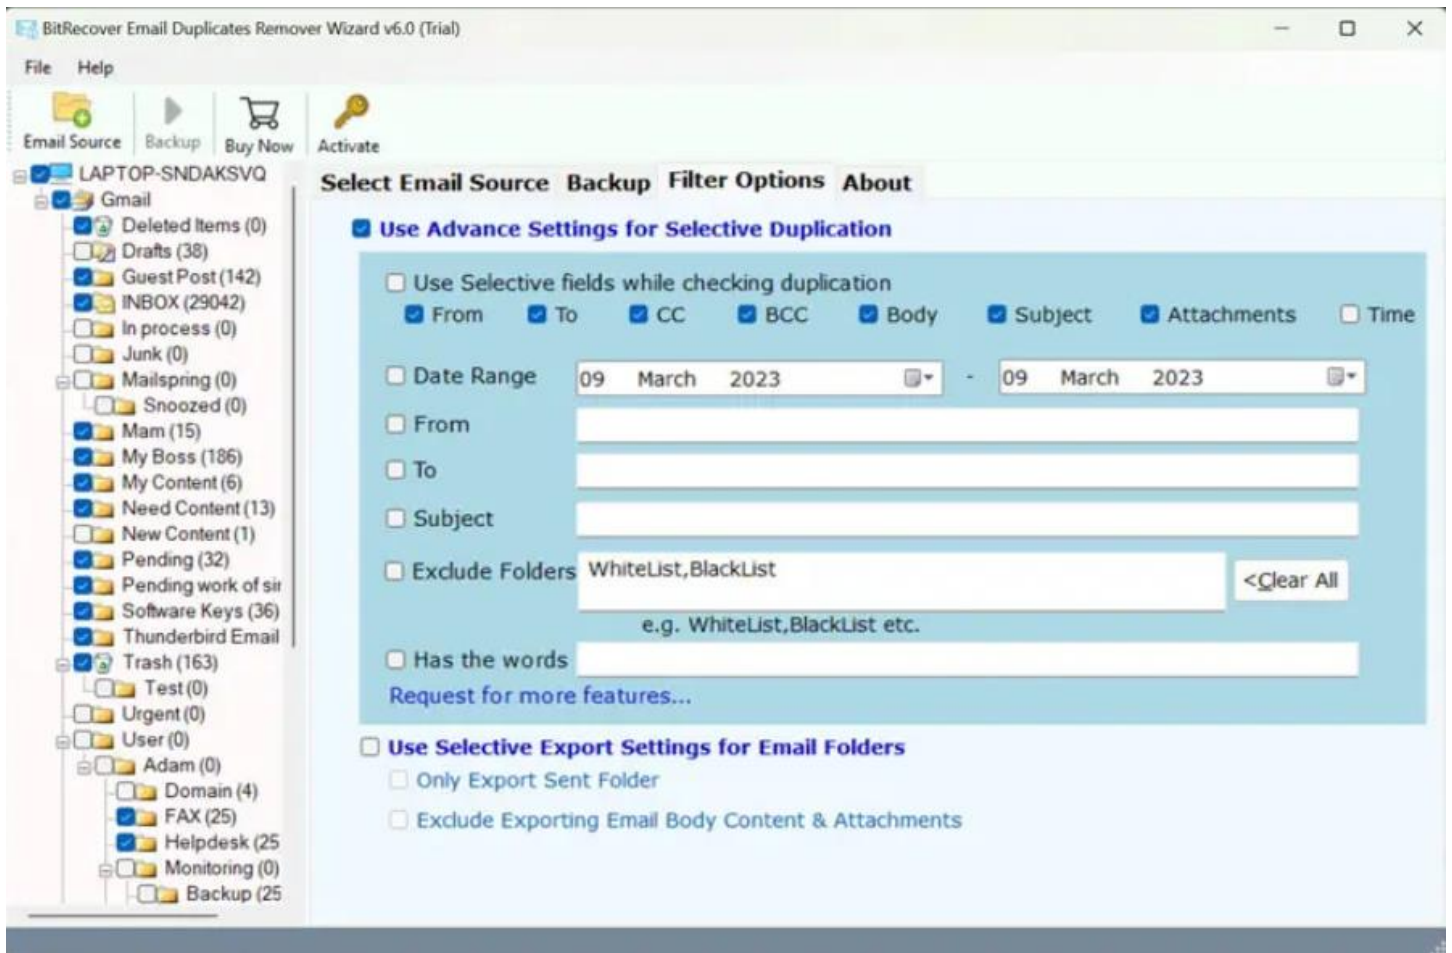 BitRecover Email Duplicates Remover Wizard v6.0 (Trial)
File Help
Email Source Backup Buy Now Activate
LAPTOP-SNDAKSVQ
Gmail
Deleted Items (0)
Drafts (38)
Guest Post (142)
INBOX (29042)
In process (0)
Junk (0)
Mailspring (0)
Snoozed (0)
Mam (15)
My Boss (186)
My Content (6)
Need Content (13)
New Content (1)
Pending (32)
Pending work of sir
Software Keys (36)
Thunderbird Email
Trash (163)
Test (0)
Urgent (0)
User (0)
Adam (0)
Domain (4)
FAX (25)
Helpdesk (25
Monitoring (0)
Backup (25
Select Email Source Backup Filter Options About
Use Advance Settings for Selective Duplication
Use Selective fields while checking duplication
From To CC BCC Body Subject Attachments Time
Date Range 09 March 2023 - 09 March 2023
From
To
Subject
Exclude Folders WhiteList,BlackList <Clear All
e.g. WhiteList,BlackList etc.
Has the words
Request for more features...
Use Selective Export Settings for Email Folders
Only Export Sent Folder
Exclude Exporting Email Body Content & Attachments